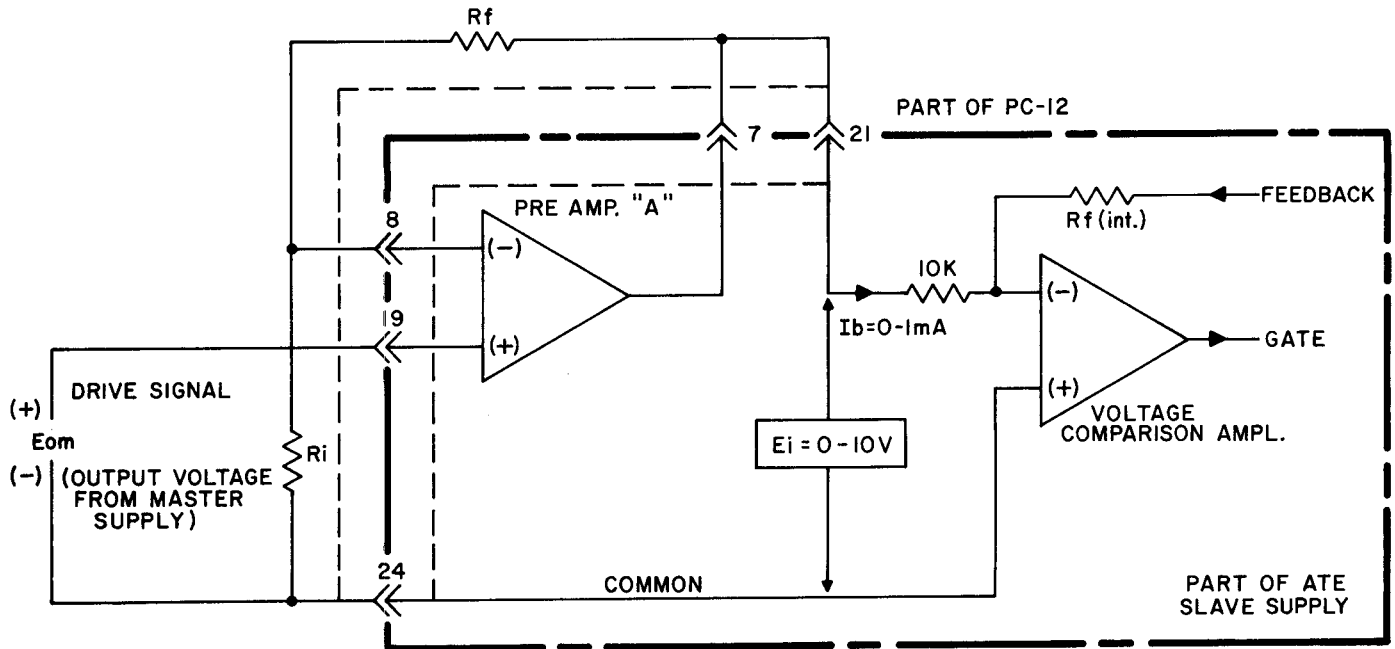 Rf
PART OF PC-12
7
21
PRE AMP. "A"
FEEDBACK
Rf (int.)
8
(-)
10K
(-)
19
Ib=0-1mA
(+)
GATE
DRIVE SIGNAL
(+)
Eom
(-)
(OUTPUT VOLTAGE
FROM MASTER
SUPPLY)
Ri
(+)
VOLTAGE
COMPARISON AMPL.
Ei = 0-10V
24
COMMON
PART OF ATE
SLAVE SUPPLY